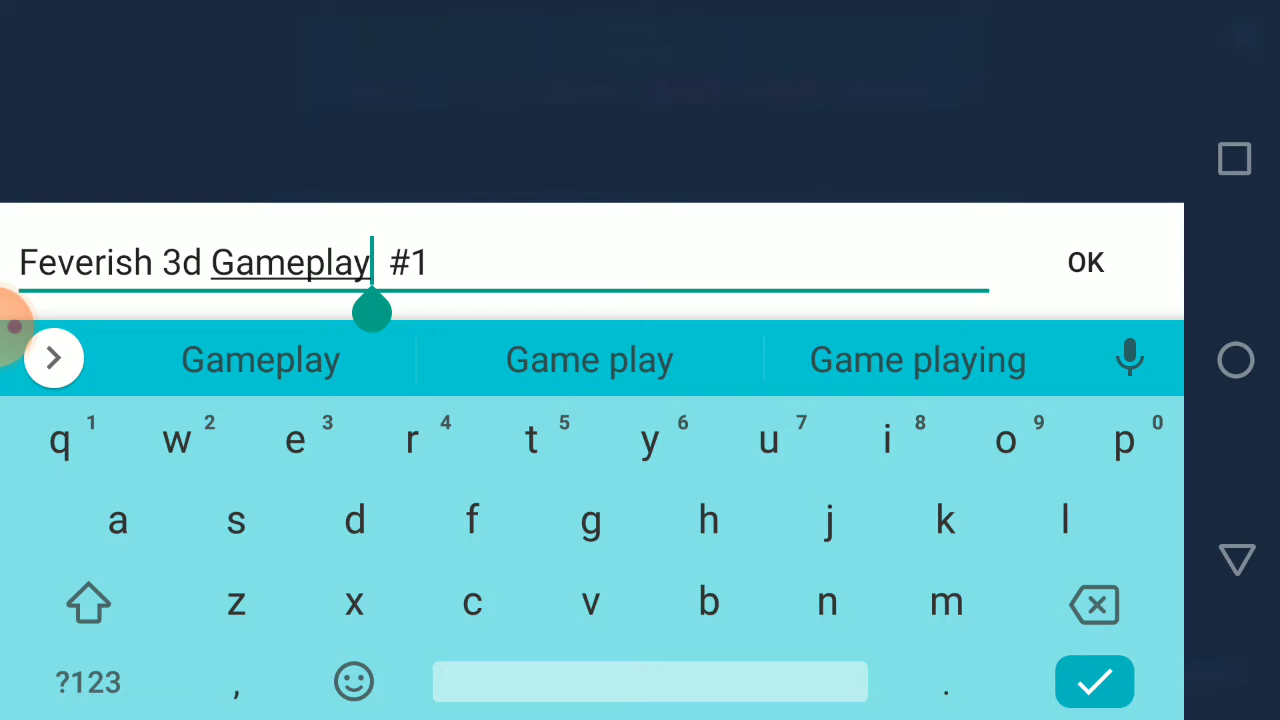 Feverish 3d Gameplay #1
OK
Gameplay Game play Game playing
q 1 w 2 e 3 r 4 t 5 y 6 u 7 i 8 o 9 p 0
a s d f g h j k l
z x c v b n m
?123 , .